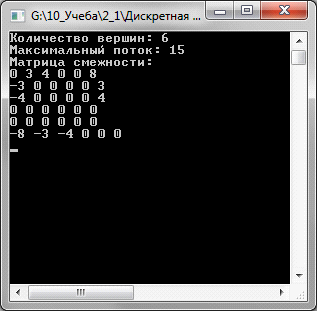 G:\10_Учеба\2_1\Дискретная ...
Количество вершин: 6
Максимальный поток: 15
Матрица смежности:
0 3 4 0 0 8
-3 0 0 0 0 3
-4 0 0 0 0 4
0 0 0 0 0 0
0 0 0 0 0 0
-8 -3 -4 0 0 0